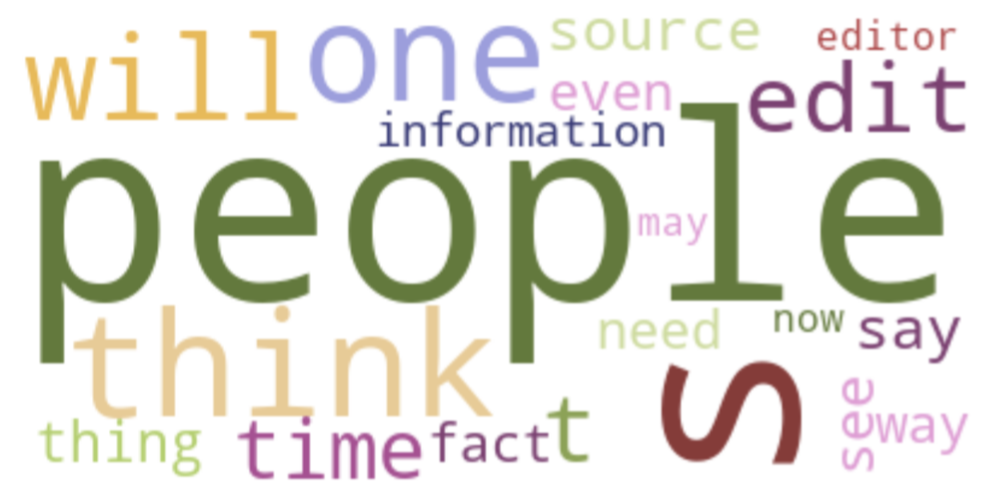 will one source editor
even edit
information
people
may
think need now say
s see
thing time fact t way